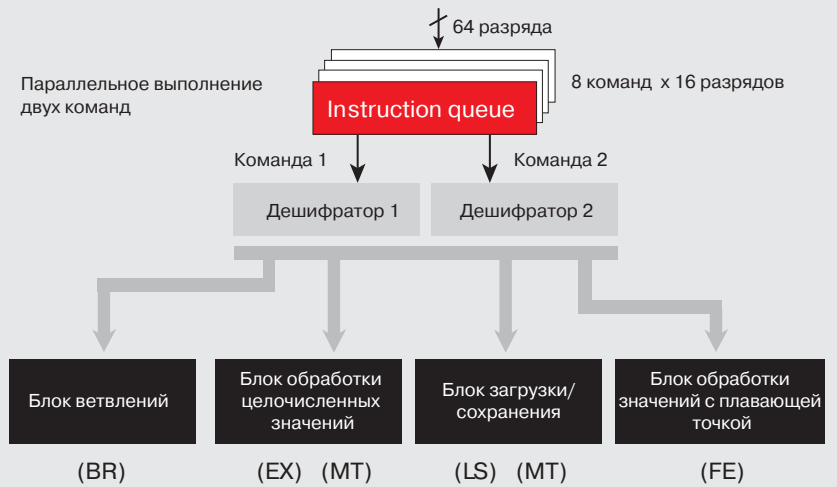 64 разряда
Параллельное выполнение
двух команд
8 команд х 16 разрядов
Instruction queue
Команда 1
Команда 2
Дешифратор 1
Дешифратор 2
Блок ветвлений
Блок обработки
целочисленных
значений
Блок загрузки/
сохранения
Блок обработки
значений с плавающей
точкой
(BR)
(EX) (MT)
(LS) (MT)
(FE)